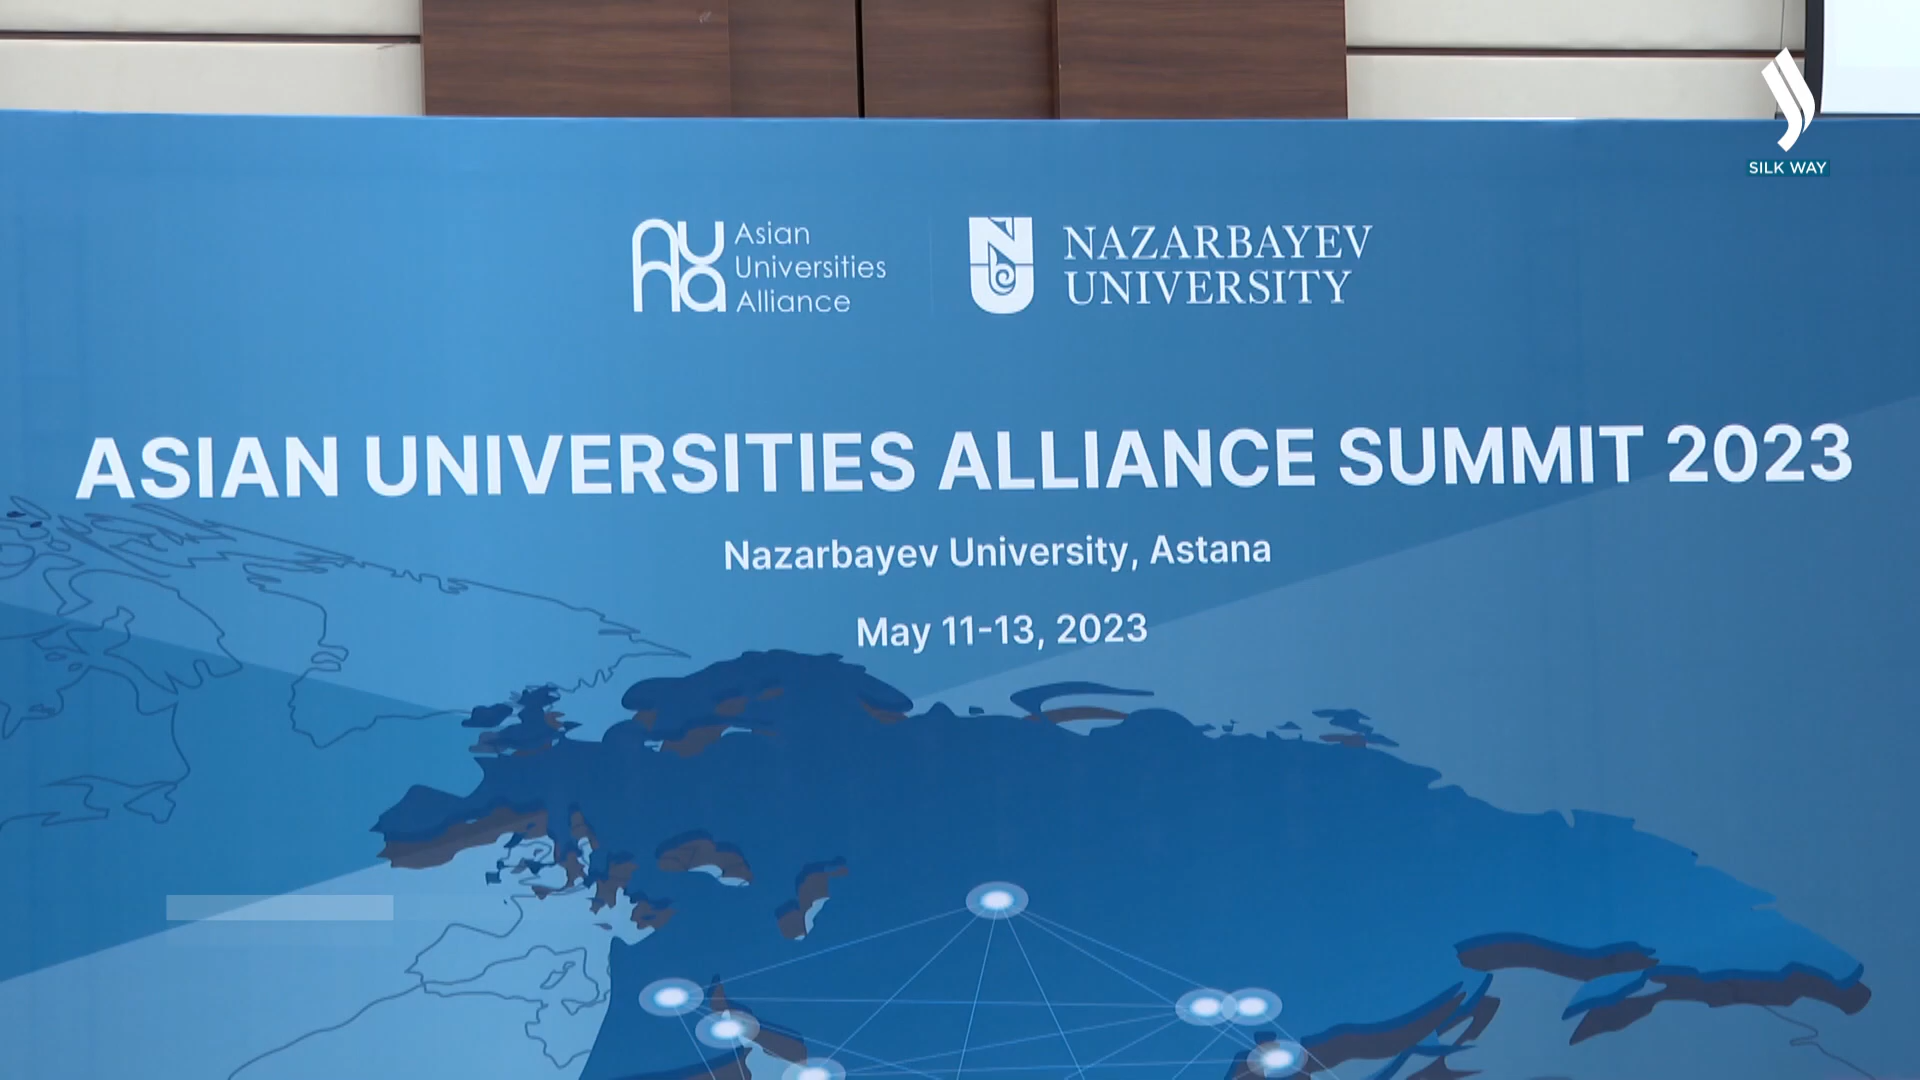 SILK WAY
Asian
Universities
Alliance
NAZARBAYEV
UNIVERSITY
ASIAN UNIVERSITIES ALLIANCE SUMMIT 2023
Nazarbayev University, Astana
May 11-13, 2023